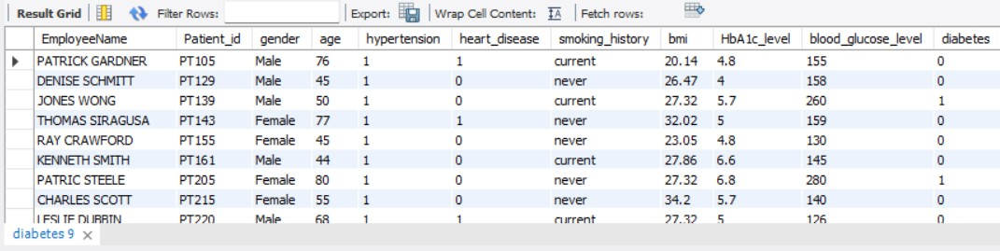 Result Grid Filter Rows: Export: Wrap Cell Content: Fetch rows:
EmployeeName Patient_id gender age hypertension heart_disease smoking_history bmi HbA1c_level blood_glucose_level diabetes
PATRICK GARDNER PT105 Male 76 1 1 current 20.14 4.8 155 0
DENISE SCHMITT PT129 Male 45 1 0 never 26.47 4 158 0
JONES WONG PT139 Male 50 1 0 current 27.32 5.7 260 1
THOMAS SIRAGUSA PT143 Female 77 1 1 never 32.02 5 159 0
RAY CRAWFORD PT155 Female 45 1 0 never 23.05 4.8 130 0
KENNETH SMITH PT161 Male 44 1 0 current 27.86 6.6 145 0
PATRIC STEELE PT205 Female 80 1 0 never 27.32 6.8 280 1
CHARLES SCOTT PT215 Female 55 1 0 never 34.2 5.7 140 0
LESLIE DUBBIN PT220 Male 68 1 1 current 27.32 5 126 0
diabetes 9